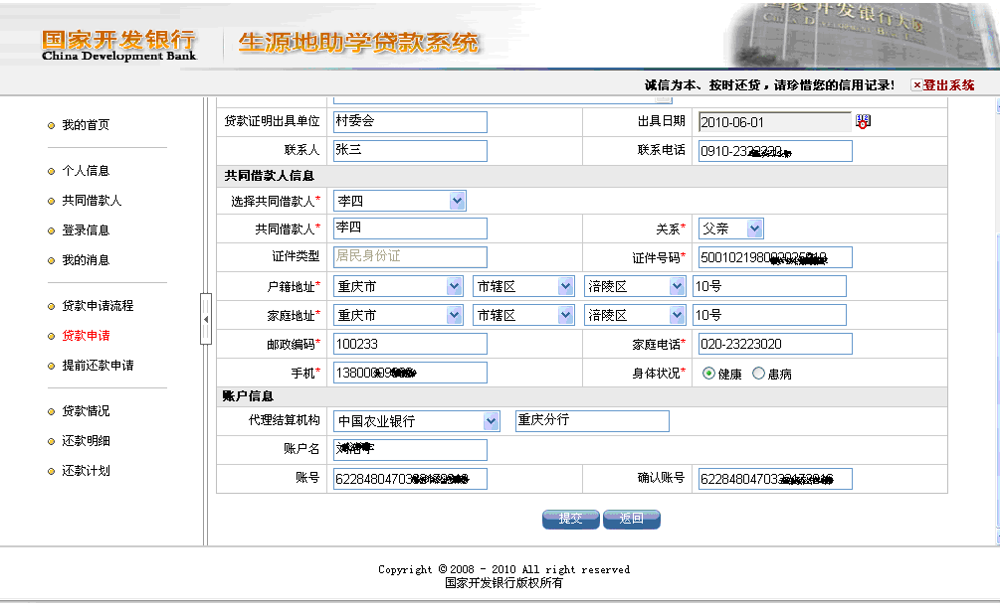 国家开发银行
China Development Bank
生源地助学贷款系统
国家开发银行大厦
CHINA DEVELOPMENT BANK
诚信为本、按时还贷，请珍惜您的信用记录! 登出系统
我的首页
个人信息
共同借款人
登录信息
我的消息
贷款申请流程
贷款申请
提前还款申请
贷款情况
还款明细
还款计划
贷款证明出具单位 村委会 出具日期 2010-06-01
联系人 张三 联系电话 0910-23
共同借款人信息
选择共同借款人* 李四
共同借款人* 李四 关系* 父亲
证件类型 居民身份证 证件号码* 500102198
户籍地址* 重庆市 市辖区 涪陵区 10号
家庭地址* 重庆市 市辖区 涪陵区 10号
邮政编码* 100233 家庭电话* 020-23223020
手机* 13800 身体状况* 健康 患病
账户信息
代理结算机构 中国农业银行 重庆分行
账户名
账号 622848047033 确认账号 622848047033
提交 返回
Copyright ©2008 - 2010 All right reserved
国家开发银行版权所有